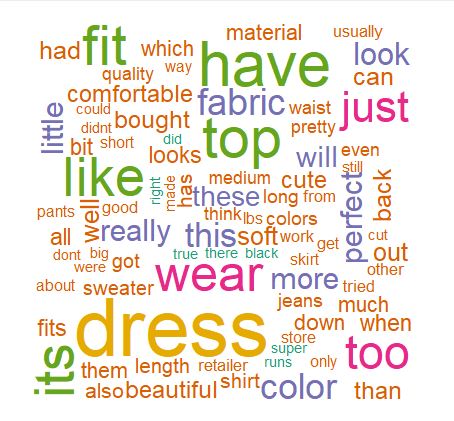 material usually
had fit which have look
quality way can
comfortable fabric
could waist just
little didnt bought top pretty
bit short did will even
looks still
like right made has medium cute perfect back
these long from
pants good think lbs colors
well really this soft work get cut
all dont big true there black out
were got wear skirt more other
about sweater tried
jeans much
fits dress down when
store
its them length retailer super only too
runs
also beautiful shirt color than